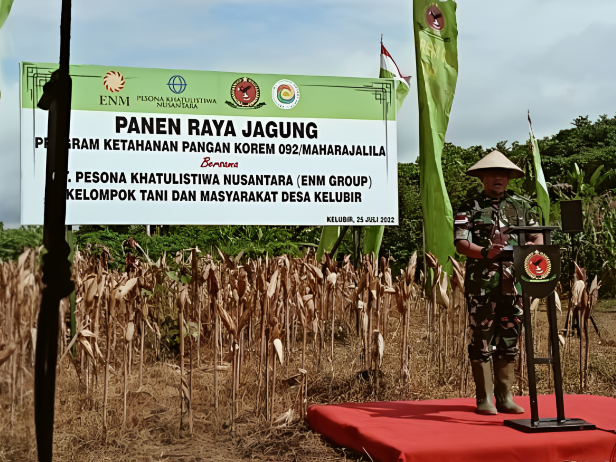 ENM
PESONA KHATULISTIWA
NUSANTARA
PANEN RAYA JAGUNG
PROGRAM KETAHANAN PANGAN KOREM 092/MAHARAJALILA
Bersama
PT. PESONA KHATULISTIWA NUSANTARA (ENM GROUP)
KELOMPOK TANI DAN MASYARAKAT DESA KELUBIR
KELUBIR, 25 JULI 2022